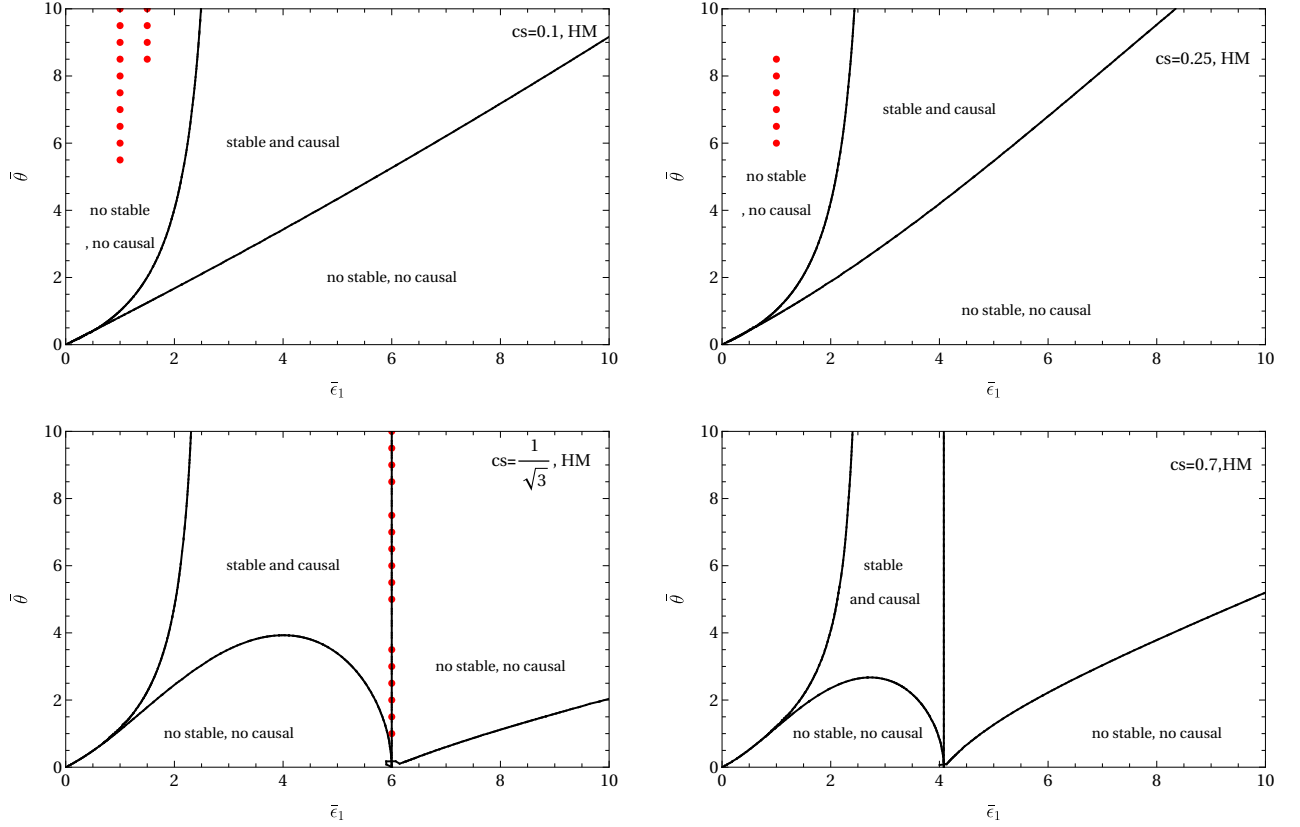 10
8
6
4
2
0
θ̄
cs=0.1, HM
stable and causal
no stable
, no causal
no stable, no causal
0
2
4
6
8
10
ϵ̄₁
10
8
6
4
2
0
θ̄
cs=0.25, HM
stable and causal
no stable
, no causal
no stable, no causal
0
2
4
6
8
10
ϵ̄₁
10
8
6
4
2
0
θ̄
cs=1/√3, HM
stable and causal
no stable, no causal
no stable, no causal
0
2
4
6
8
10
ϵ̄₁
10
8
6
4
2
0
θ̄
cs=0.7,HM
stable
and causal
no stable, no causal
no stable, no causal
0
2
4
6
8
10
ϵ̄₁